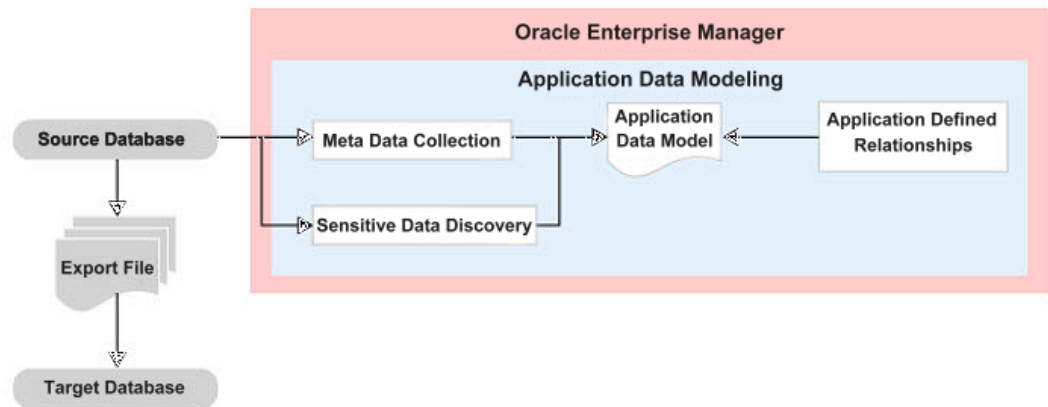 Oracle Enterprise Manager
Application Data Modeling
Source Database
Meta Data Collection
Application
Data Model
Application Defined
Relationships
Sensitive Data Discovery
Export File
Target Database